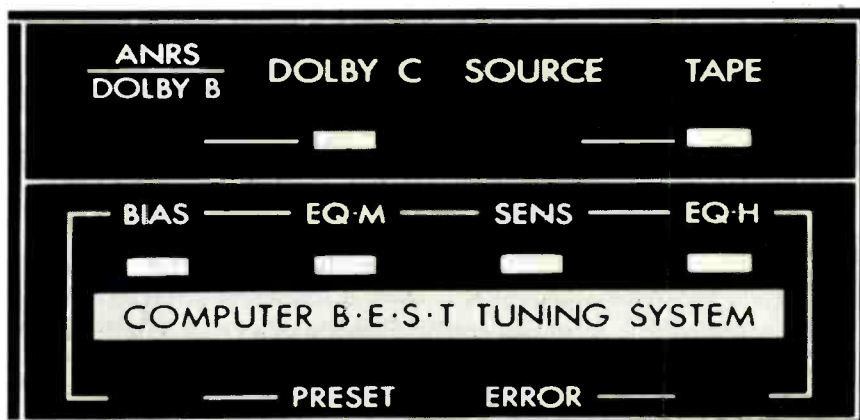 ANRS
DOLBY B
DOLBY C
SOURCE
TAPE
BIAS
EQ·M
SENS
EQ·H
COMPUTER B·E·S·T TUNING SYSTEM
PRESET
ERROR